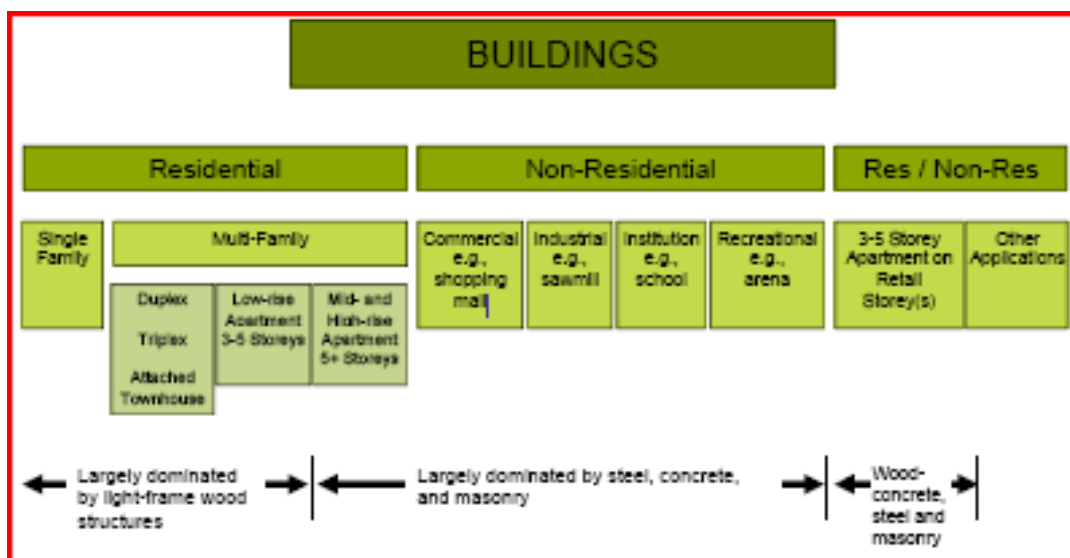 BUILDINGS
Residential
Non-Residential
Res / Non-Res
Single
Family
Multi-Family
Commercial
e.g.,
shopping
mall
Industrial
e.g.,
sawmill
Institution
e.g.,
school
Recreational
e.g.,
arena
3-5 Storey
Apartment on
Retail
Storey(s)
Other
Applications
Duplex
Triplex
Attached
Townhouse
Low-rise
Apartment
3-5 Storeys
Mid- and
High-rise
Apartment
5+ Storeys
Largely dominated
by light-frame wood
structures
Largely dominated by steel, concrete,
and masonry
Wood-
concrete,
steel and
masonry